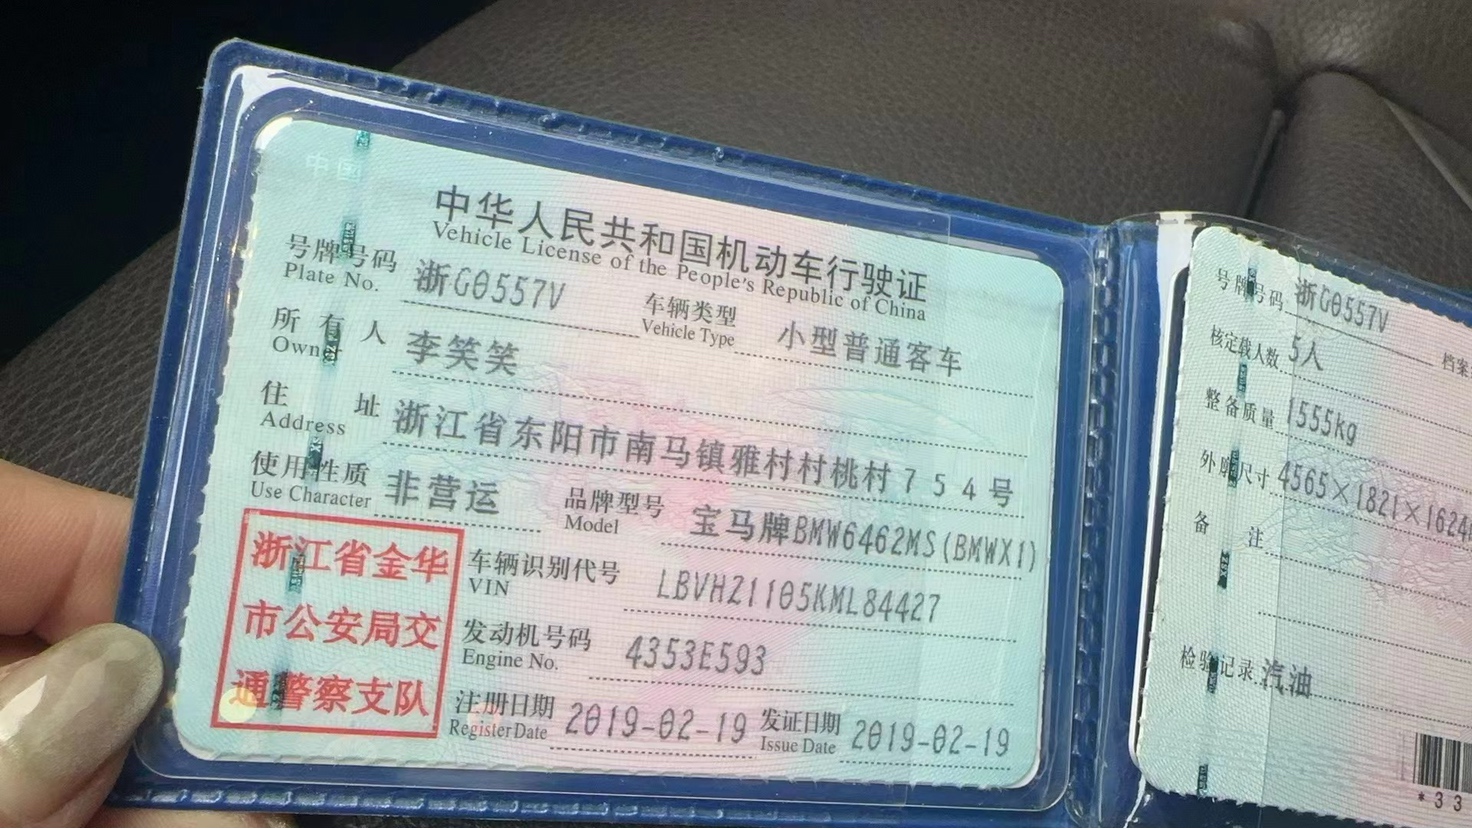 中国
中华人民共和国机动车行驶证
Vehicle License of the People's Republic of China
号牌号码 浙G0557V 车辆类型 小型普通客车
Plate No. Vehicle Type
所有人 李笑笑
Owner
住址 浙江省东阳市南马镇雅村村桃村754号
Address
使用性质 非营运 品牌型号 宝马牌BMW6462MS(BMWX1)
Use Character Model
浙江省金华
市公安局交
通警察支队
车辆识别代号 LBVH21105KML84427
VIN
发动机号码 4353E593
Engine No.
注册日期 2019-02-19 发证日期 2019-02-19
Register Date Issue Date
号牌号码 浙G0557V 档案
核定载人数 5人
整备质量 1555kg
外廓尺寸 4565×1821×1624
备注
检验记录 汽油
*33